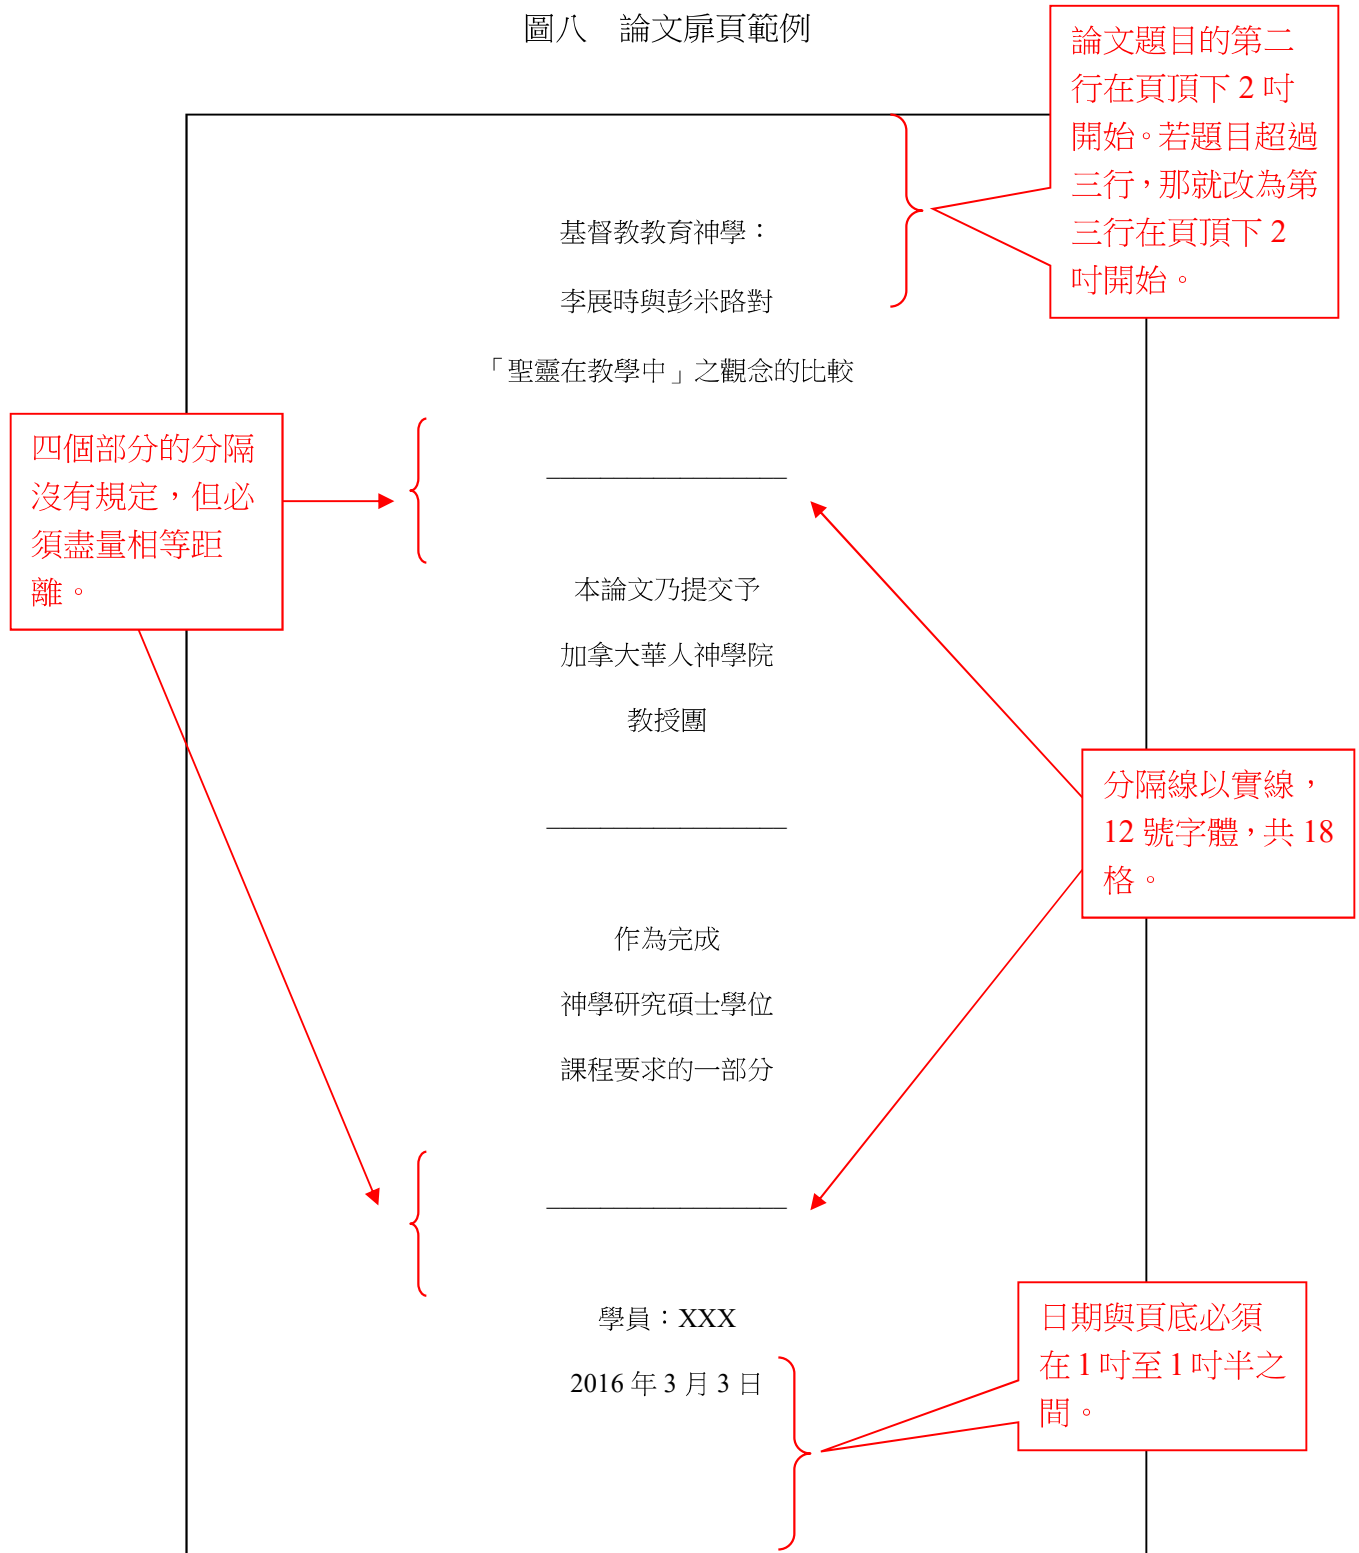 圖八　論文扉頁範例
論文題目的第二
行在頁頂下 2 吋
開始。若題目超過
三行，那就改為第
三行在頁頂下 2
吋開始。
基督教教育神學：
李展時與彭米路對
「聖靈在教學中」之觀念的比較
四個部分的分隔
沒有規定，但必
須盡量相等距
離。
__________________
本論文乃提交予
加拿大華人神學院
教授團
分隔線以實線，
12 號字體，共 18
格。
__________________
作為完成
神學研究碩士學位
課程要求的一部分
__________________
學員：XXX
2016 年 3 月 3 日
日期與頁底必須
在 1 吋至 1 吋半之
間。